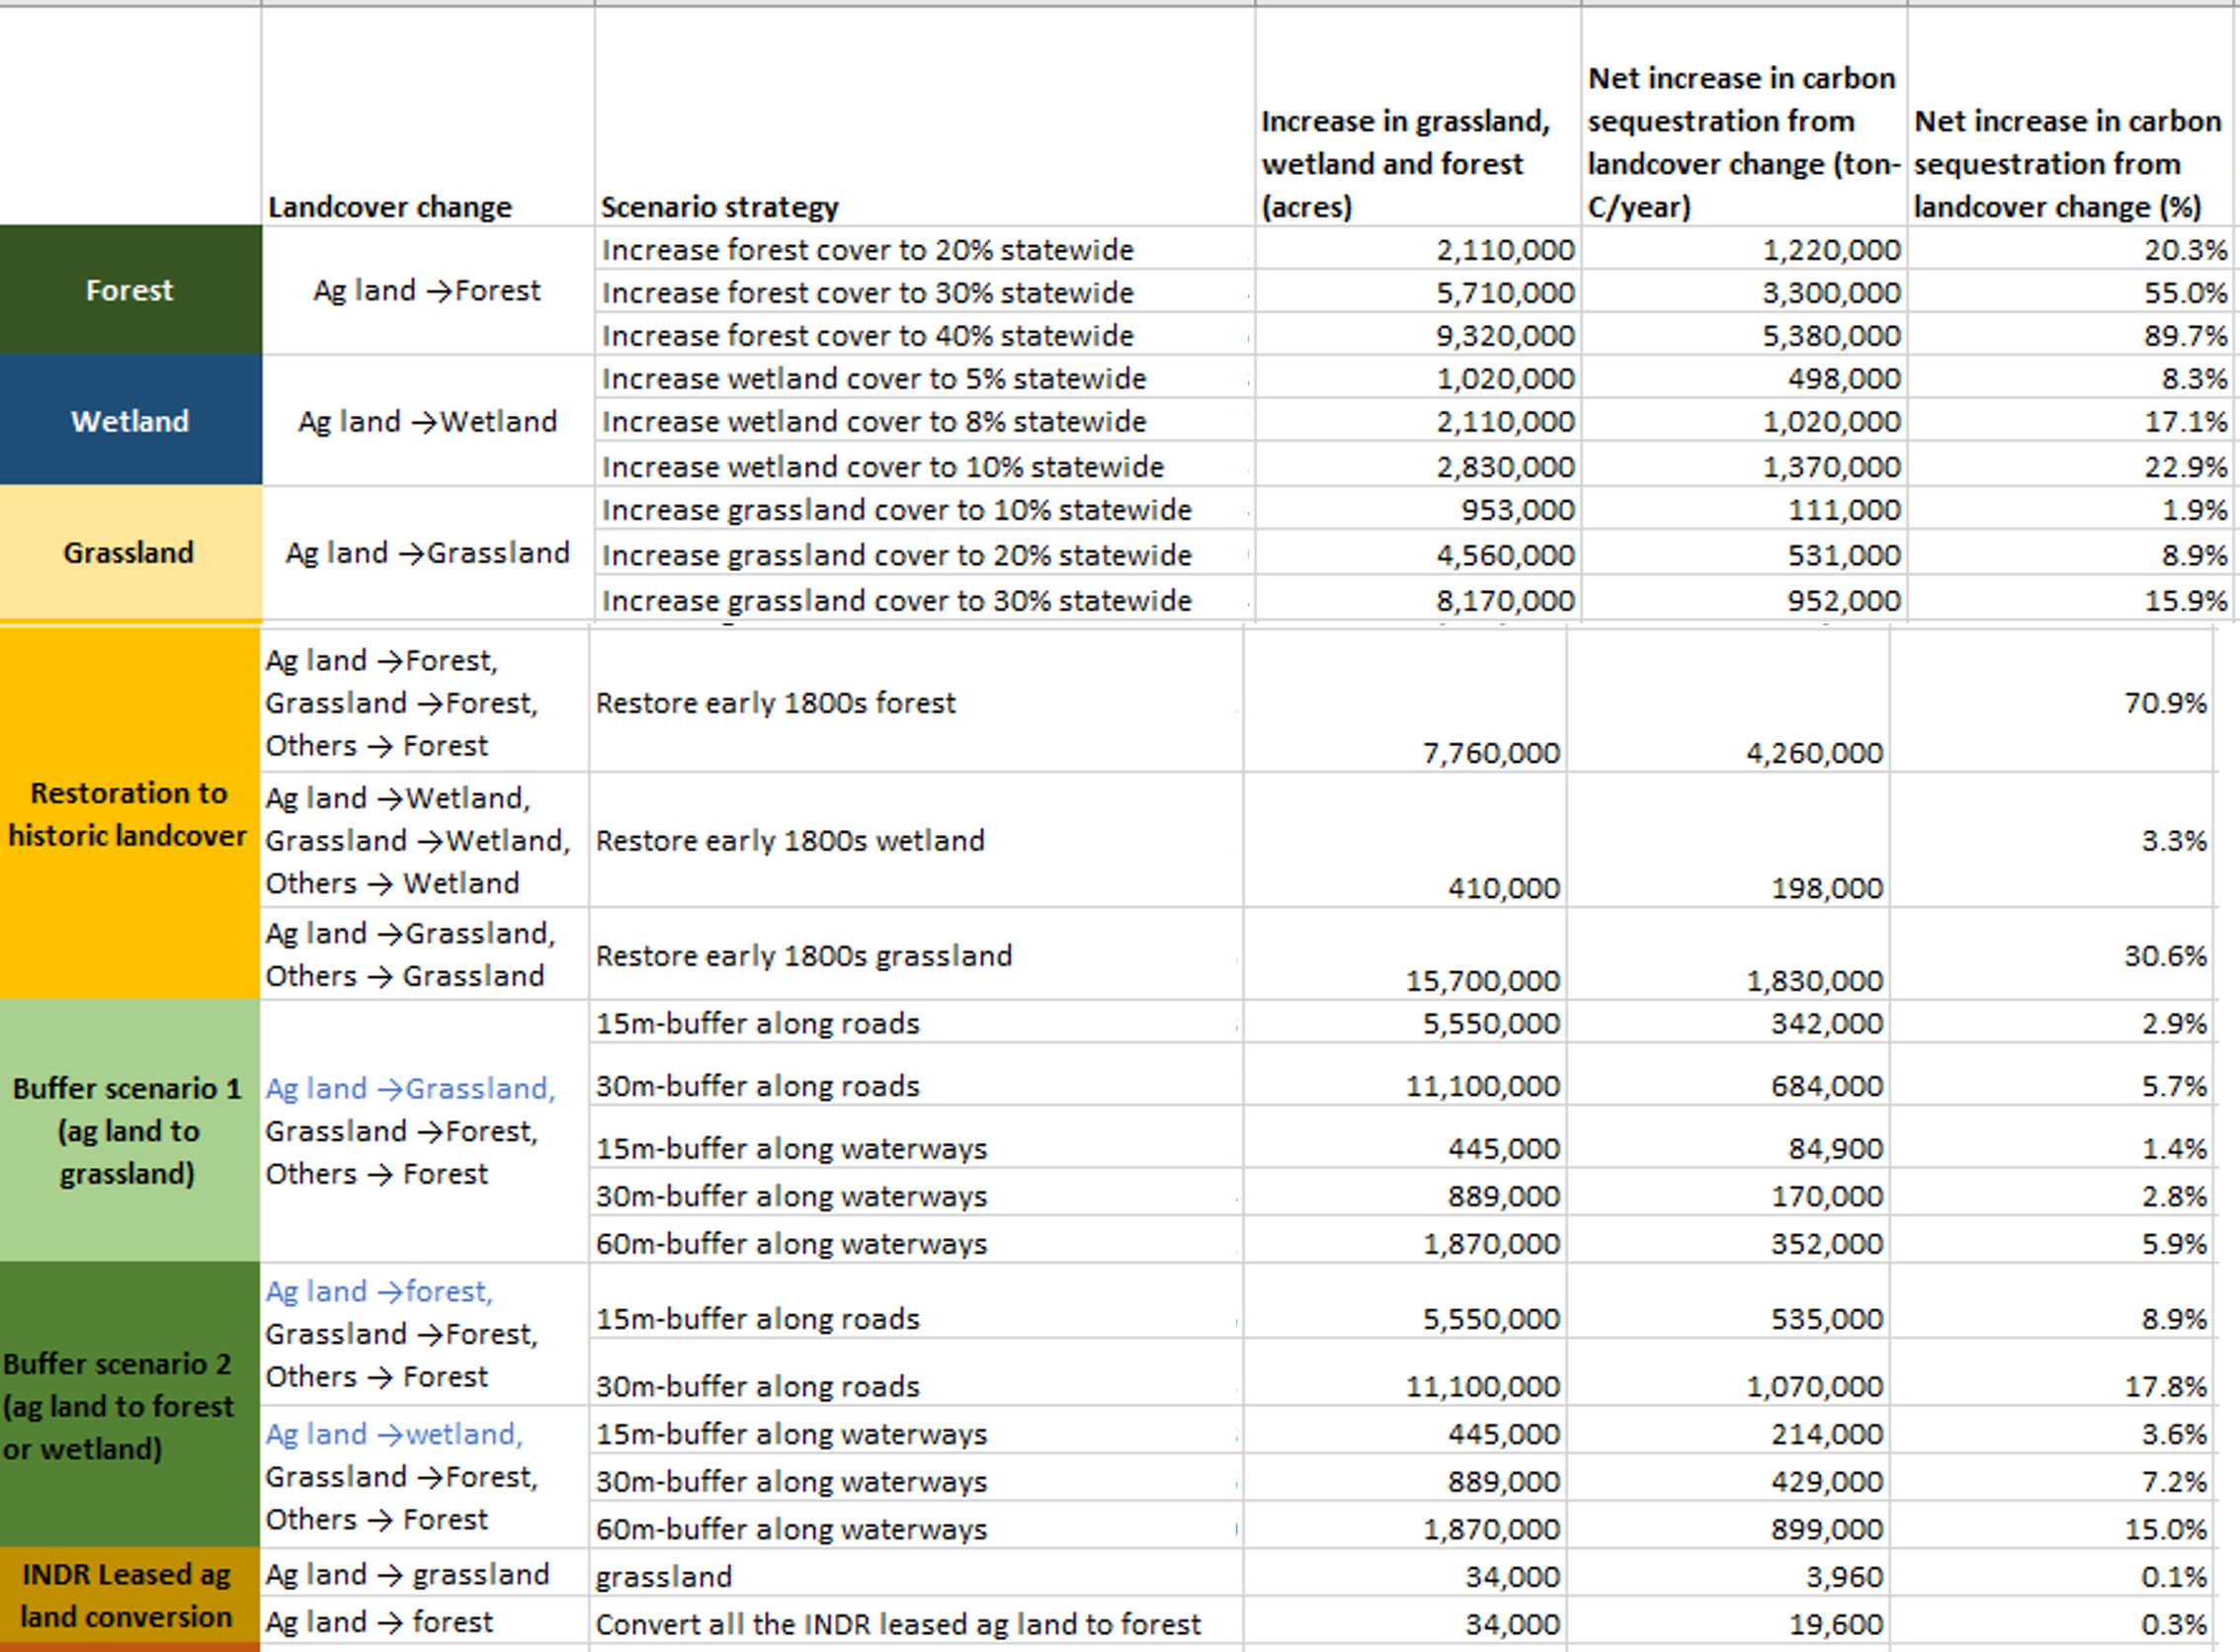 Landcover change
Scenario strategy
Increase in grassland,
wetland and forest
(acres)
Net increase in carbon
sequestration from
landcover change (ton-
C/year)
Net increase in carbon
sequestration from
landcover change (%)
Forest
Ag land →Forest
Increase forest cover to 20% statewide 2,110,000 1,220,000 20.3%
Increase forest cover to 30% statewide 5,710,000 3,300,000 55.0%
Increase forest cover to 40% statewide 9,320,000 5,380,000 89.7%
Wetland
Ag land →Wetland
Increase wetland cover to 5% statewide 1,020,000 498,000 8.3%
Increase wetland cover to 8% statewide 2,110,000 1,020,000 17.1%
Increase wetland cover to 10% statewide 2,830,000 1,370,000 22.9%
Grassland
Ag land →Grassland
Increase grassland cover to 10% statewide 953,000 111,000 1.9%
Increase grassland cover to 20% statewide 4,560,000 531,000 8.9%
Increase grassland cover to 30% statewide 8,170,000 952,000 15.9%
Restoration to
historic landcover
Ag land →Forest,
Grassland →Forest,
Others → Forest
Restore early 1800s forest 7,760,000 4,260,000 70.9%
Ag land →Wetland,
Grassland →Wetland,
Others → Wetland
Restore early 1800s wetland 410,000 198,000 3.3%
Ag land →Grassland,
Others → Grassland
Restore early 1800s grassland 15,700,000 1,830,000 30.6%
Buffer scenario 1
(ag land to
grassland)
Ag land →Grassland,
Grassland →Forest,
Others → Forest
15m-buffer along roads 5,550,000 342,000 2.9%
30m-buffer along roads 11,100,000 684,000 5.7%
15m-buffer along waterways 445,000 84,900 1.4%
30m-buffer along waterways 889,000 170,000 2.8%
60m-buffer along waterways 1,870,000 352,000 5.9%
Buffer scenario 2
(ag land to forest
or wetland)
Ag land →forest,
Grassland →Forest,
Others → Forest
15m-buffer along roads 5,550,000 535,000 8.9%
30m-buffer along roads 11,100,000 1,070,000 17.8%
Ag land →wetland,
Grassland →Forest,
Others → Forest
15m-buffer along waterways 445,000 214,000 3.6%
30m-buffer along waterways 889,000 429,000 7.2%
60m-buffer along waterways 1,870,000 899,000 15.0%
INDR Leased ag
land conversion
Ag land → grassland
grassland 34,000 3,960 0.1%
Ag land → forest
Convert all the INDR leased ag land to forest 34,000 19,600 0.3%